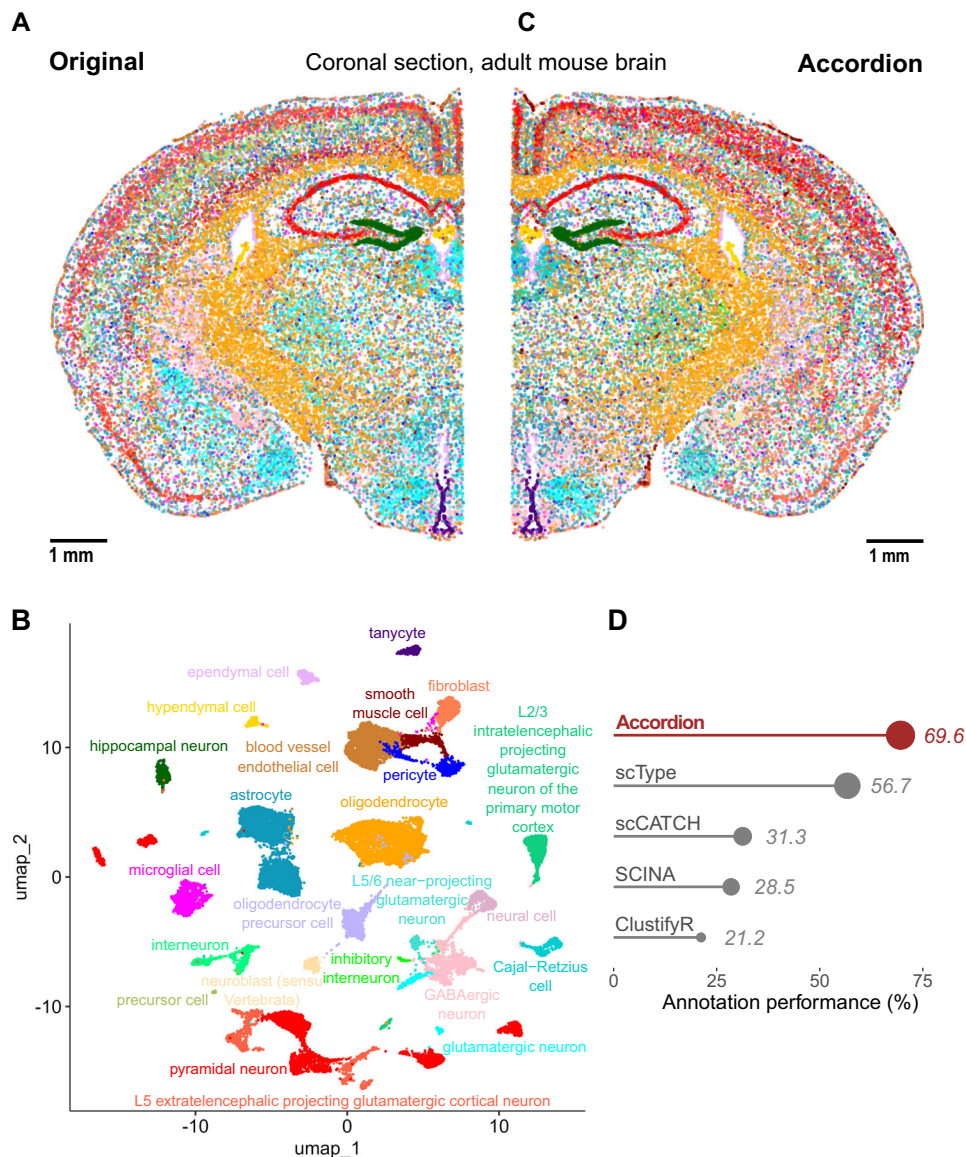 A
C
Original
Coronal section, adult mouse brain
Accordion
1 mm
1 mm
B
tanycyte
ependymal cell
fibroblast
smooth
muscle cell
hypendymal cell
L2/3
intratelencephalic
projecting
glutamatergic
neuron of the
primary motor
cortex
hippocampal neuron
blood vessel
endothelial cell
pericyte
astrocyte
oligodendrocyte
microglial cell
L5/6 near−projecting
glutamatergic
neuron
oligodendrocyte
precursor cell
neural cell
interneuron
inhibitory
interneuron
Cajal−Retzius
cell
neuroblast (sensu
Vertebrata)
precursor cell
GABAergic
neuron
glutamatergic neuron
pyramidal neuron
L5 extratelencephalic projecting glutamatergic cortical neuron
umap_2
10
0
-10
-10
0
10
umap_1
D
Accordion
69.6
scType
56.7
scCATCH
31.3
SCINA
28.5
ClustifyR
21.2
0
25
50
75
Annotation performance (%)